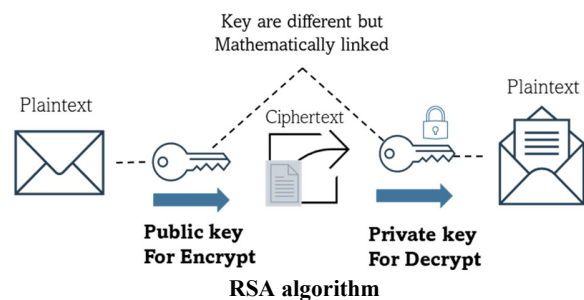 Key are different but
Mathematically linked
Plaintext
Ciphertext
Plaintext
Public key
For Encrypt
Private key
For Decrypt
RSA algorithm